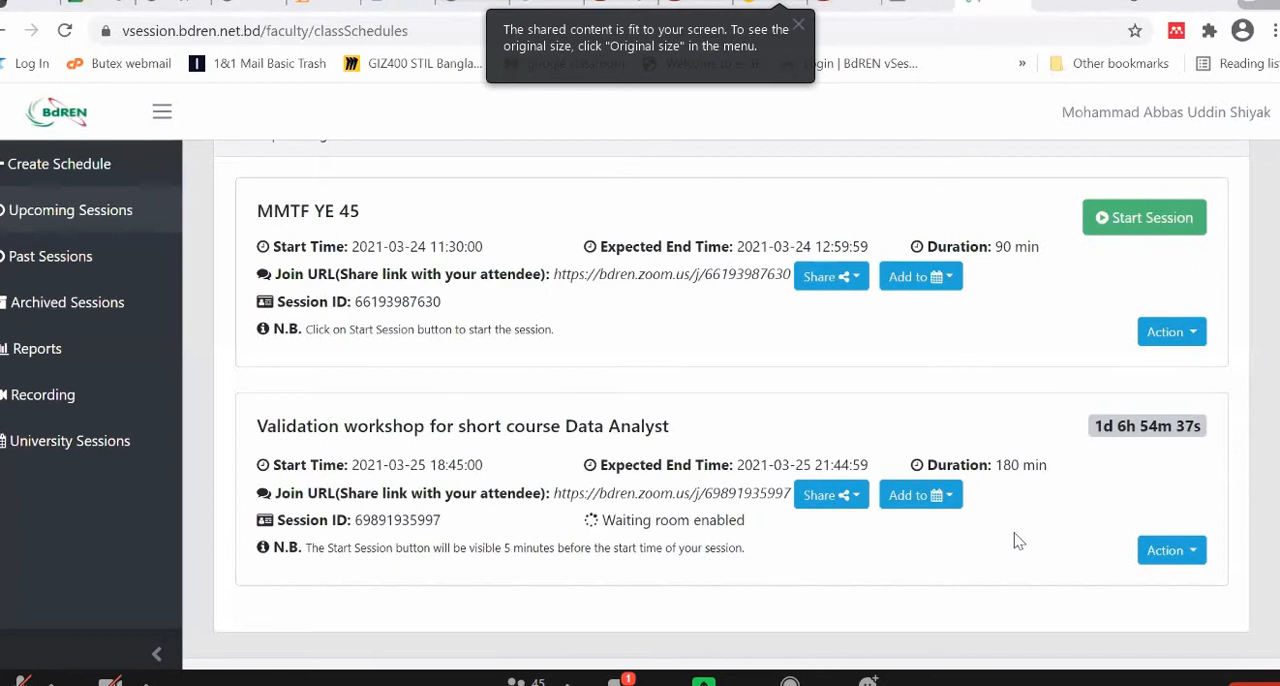 The shared content is fit to your screen. To see the
original size, click "Original size" in the menu.
vsession.bdren.net.bd/faculty/classSchedules
Log In Butex webmail 1&1 Mail Basic Trash GIZ400 STIL Bangla... Login | BdREN vSes... » Other bookmarks Reading list
BdREN Mohammad Abbas Uddin Shiyak
Create Schedule
Upcoming Sessions
Past Sessions
Archived Sessions
Reports
Recording
University Sessions
MMTF YE 45 Start Session
Start Time: 2021-03-24 11:30:00 Expected End Time: 2021-03-24 12:59:59 Duration: 90 min
Join URL(Share link with your attendee): https://bdren.zoom.us/j/66193987630 Share Add to
Session ID: 66193987630
N.B. Click on Start Session button to start the session.
Action
Validation workshop for short course Data Analyst 1d 6h 54m 37s
Start Time: 2021-03-25 18:45:00 Expected End Time: 2021-03-25 21:44:59 Duration: 180 min
Join URL(Share link with your attendee): https://bdren.zoom.us/j/69891935997 Share Add to
Session ID: 69891935997 Waiting room enabled
N.B. The Start Session button will be visible 5 minutes before the start time of your session.
Action
45 1